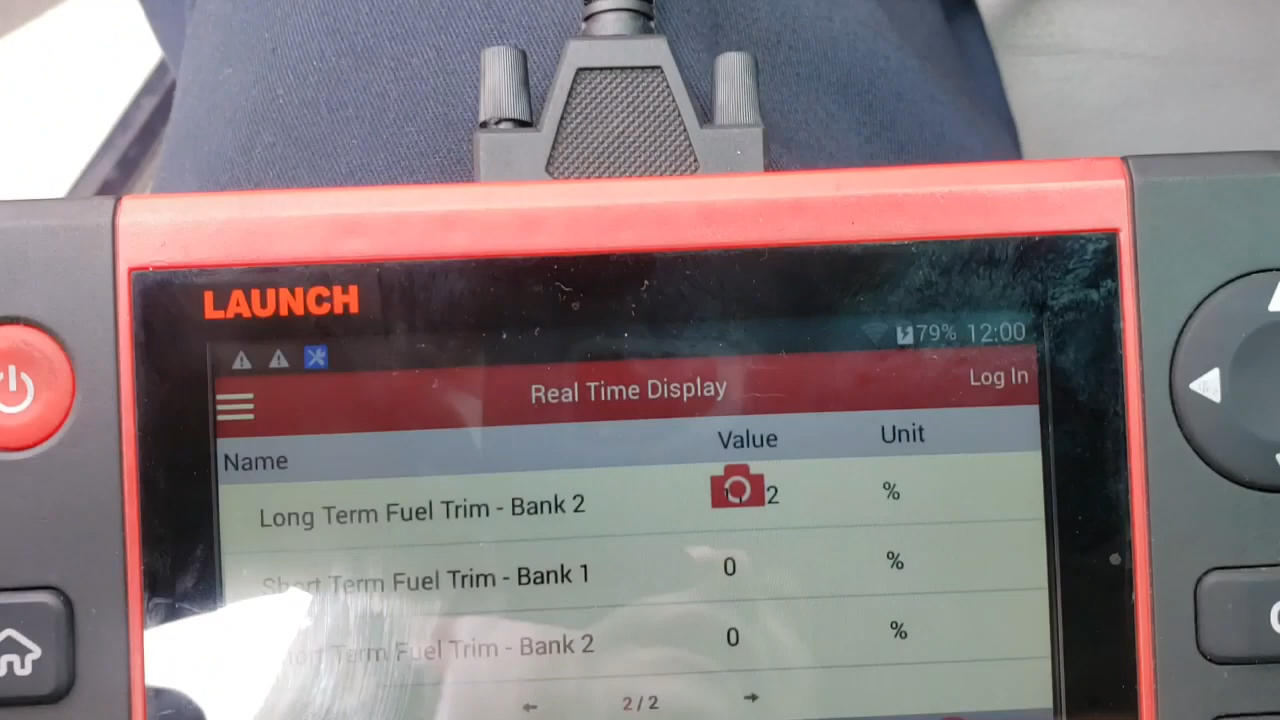 LAUNCH
79% 12:00
Real Time Display
Log In
Name Value Unit
Long Term Fuel Trim - Bank 2 2 %
Short Term Fuel Trim - Bank 1 0 %
Short Term Fuel Trim - Bank 2 0 %
2/2